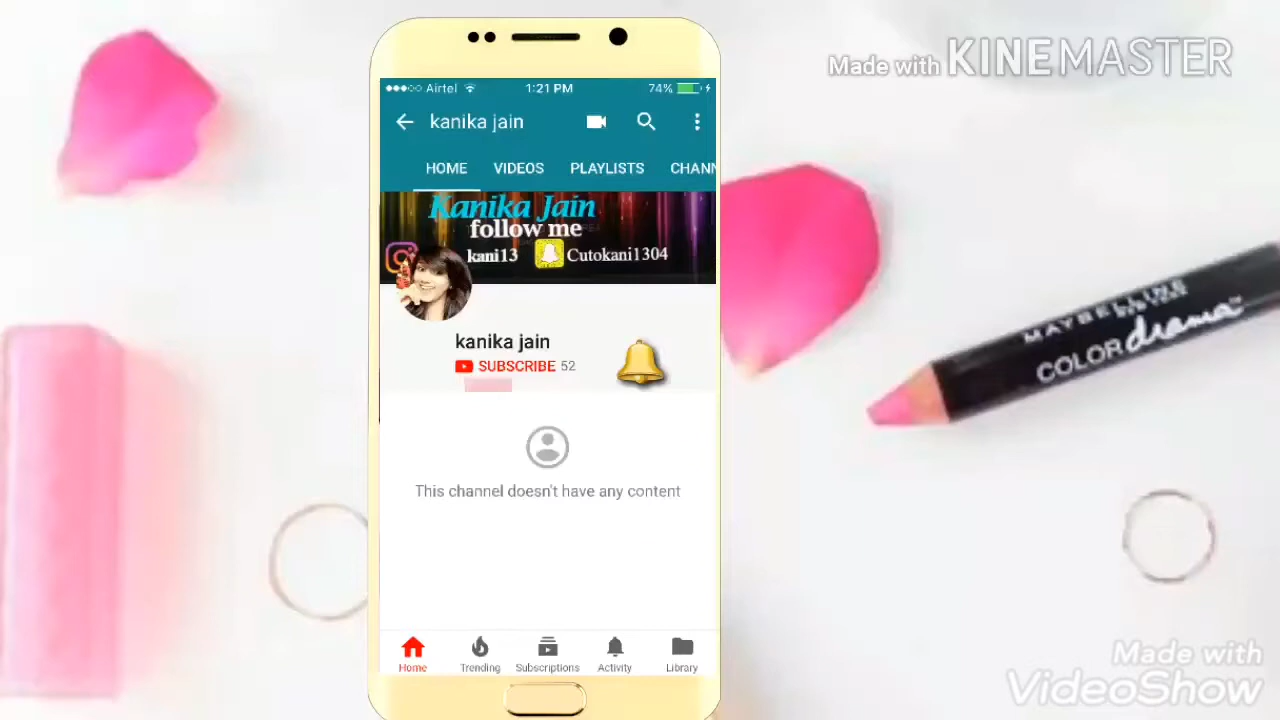 Made with KINEMASTER
Airtel 1:21 PM 74%
kanika jain
HOME VIDEOS PLAYLISTS CHANN
Kanika Jain
follow me
kani13 Cutokani1304
kanika jain
SUBSCRIBE 52
This channel doesn't have any content
Home Trending Subscriptions Activity Library
MAYBELLINE
COLOR drama
Made with
VideoShow